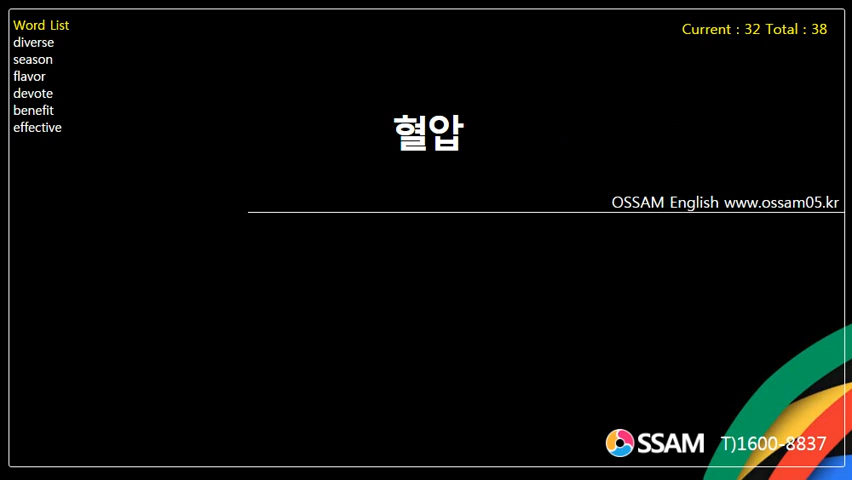 Word List
diverse
season
flavor
devote
benefit
effective
Current : 32 Total : 38
혈압
OSSAM English www.ossam05.kr
OSSAM T)1600-8837